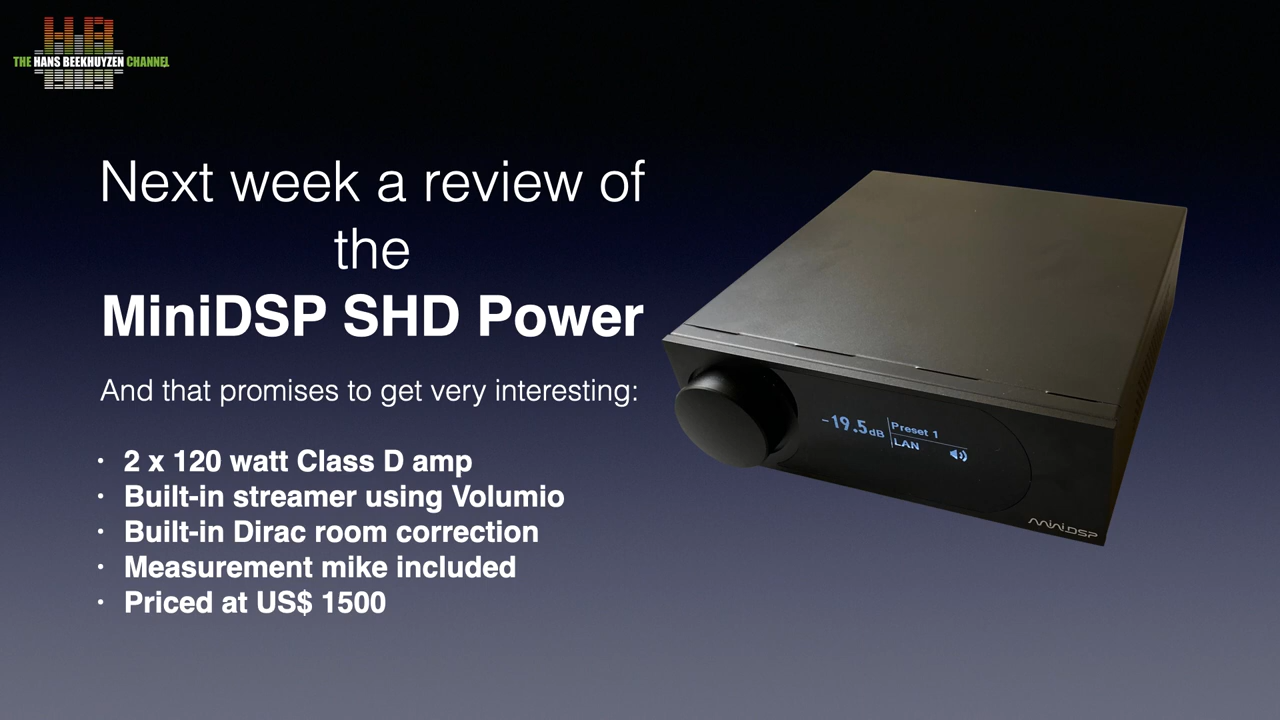 THE HANS BEEKHUYZEN CHANNEL
Next week a review of
the
MiniDSP SHD Power
And that promises to get very interesting:
· 2 x 120 watt Class D amp
· Built-in streamer using Volumio
· Built-in Dirac room correction
· Measurement mike included
· Priced at US$ 1500
-19.5dB
Preset 1
LAN
MiniDSP